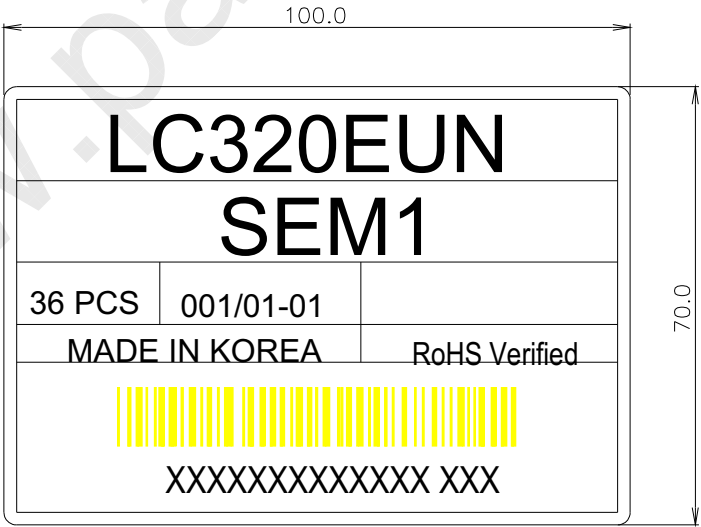 100.0
LC320EUN
SEM1
36 PCS 001/01-01
70.0
MADE IN KOREA RoHS Verified
XXXXXXXXXXXXX XXX